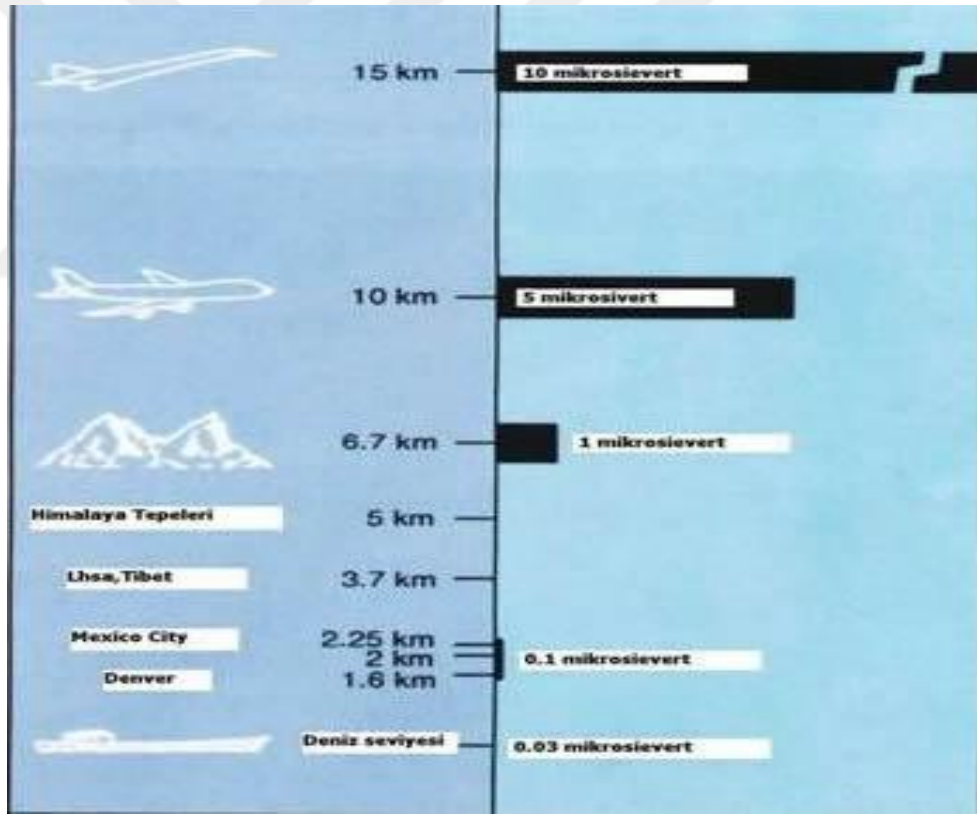 15 km 10 mikrosievert
10 km 5 mikrosivert
6.7 km 1 mikrosievert
Himalaya Tepeleri 5 km
Lhsa,Tibet 3.7 km
Mexico City 2.25 km
2 km 0.1 mikrosievert
Denver 1.6 km
Deniz seviyesi 0.03 mikrosievert